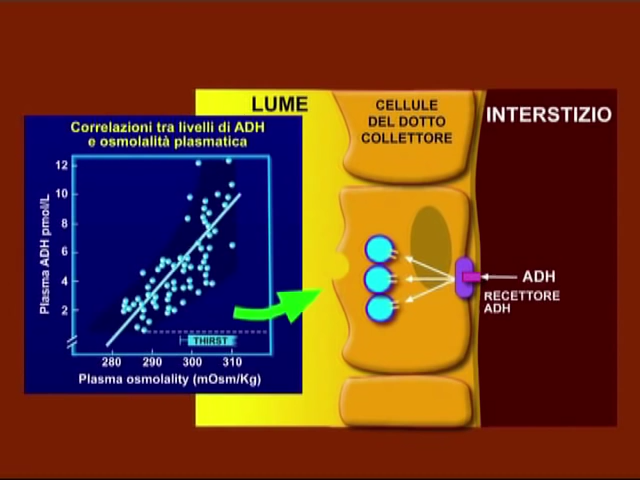 Correlazioni tra livelli di ADH
e osmolalità plasmatica
Plasma ADH pmol/L
12
10
8
6
4
2
THIRST
280 290 300 310
Plasma osmolality (mOsm/Kg)
LUME
CELLULE
DEL DOTTO
COLLETTORE
INTERSTIZIO
ADH
RECETTORE
ADH